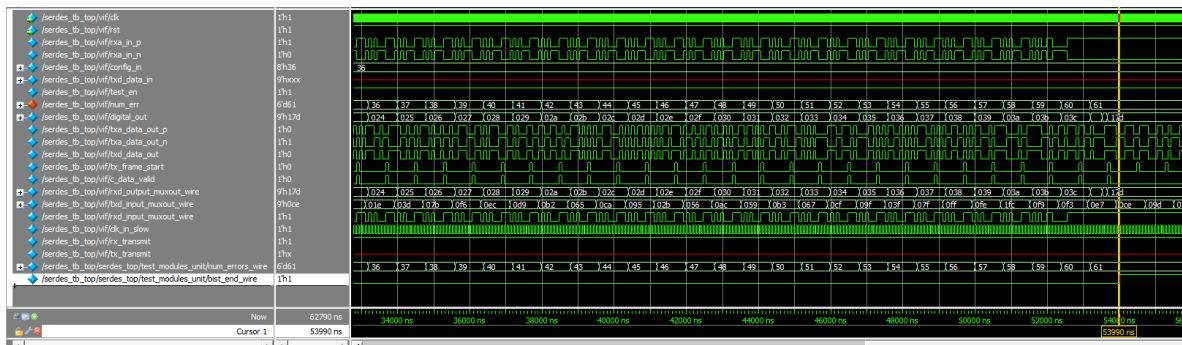 /serdes_tb_top/vif/clk 1'h1
/serdes_tb_top/vif/rst 1'h1
/serdes_tb_top/vif/rxa_in_p 1'h1
/serdes_tb_top/vif/rxa_in_n 1'h0
/serdes_tb_top/vif/config_in 8'h36 36
/serdes_tb_top/vif/txd_data_in 9'hxxx
/serdes_tb_top/vif/test_en 1'h1
/serdes_tb_top/vif/num_err 6'd61 36 37 38 39 40 41 42 43 44 45 46 47 48 49 50 51 52 53 54 55 56 57 58 59 60 61
/serdes_tb_top/vif/digital_out 9'h17d 024 025 026 027 028 029 02a 02b 02c 02d 02e 02f 030 031 032 033 034 035 036 037 038 039 03a 03b 03c 17d
/serdes_tb_top/vif/txa_data_out_p 1'h0
/serdes_tb_top/vif/txa_data_out_n 1'h1
/serdes_tb_top/vif/txd_data_out 1'h0
/serdes_tb_top/vif/tx_frame_start 1'h0
/serdes_tb_top/vif/c_data_valid 1'h0
/serdes_tb_top/vif/rxd_output_muxout_wire 9'h17d 024 025 026 027 028 029 02a 02b 02c 02d 02e 02f 030 031 032 033 034 035 036 037 038 039 03a 03b 03c 17d
/serdes_tb_top/vif/txd_input_muxout_wire 9'h0ce 01e 03d 07b 0f6 0ec 0d9 0b2 065 0ca 095 02b 056 0ac 059 0b3 067 0cf 09f 03f 07f 0ff 0fe 1fc 0f9 0f3 0e7 0ce 09d
/serdes_tb_top/vif/rxd_input_muxout_wire 1'h1
/serdes_tb_top/vif/clk_in_slow 1'h1
/serdes_tb_top/vif/rx_transmit 1'h1
/serdes_tb_top/vif/tx_transmit 1'hx
/serdes_tb_top/serdes_top/test_modules_unit/num_errors_wire 6'd61 36 37 38 39 40 41 42 43 44 45 46 47 48 49 50 51 52 53 54 55 56 57 58 59 60 61
/serdes_tb_top/serdes_top/test_modules_unit/bist_end_wire 1'h1
Now 62790 ns 34000 ns 36000 ns 38000 ns 40000 ns 42000 ns 44000 ns 46000 ns 48000 ns 50000 ns 52000 ns 54000 ns
Cursor 1 53990 ns 53990 ns